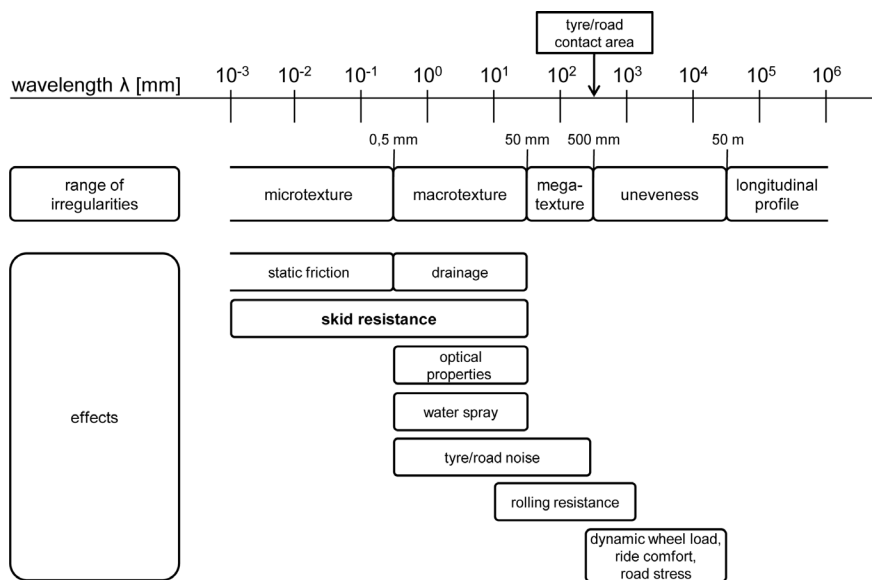 tyre/road
contact area
wavelength λ [mm]
10⁻³ 10⁻² 10⁻¹ 10⁰ 10¹ 10² 10³ 10⁴ 10⁵ 10⁶
0,5 mm 50 mm 500 mm 50 m
range of
irregularities
microtexture
macrotexture
mega-
texture
uneveness
longitudinal
profile
effects
static friction
drainage
skid resistance
optical
properties
water spray
tyre/road noise
rolling resistance
dynamic wheel load,
ride comfort,
road stress